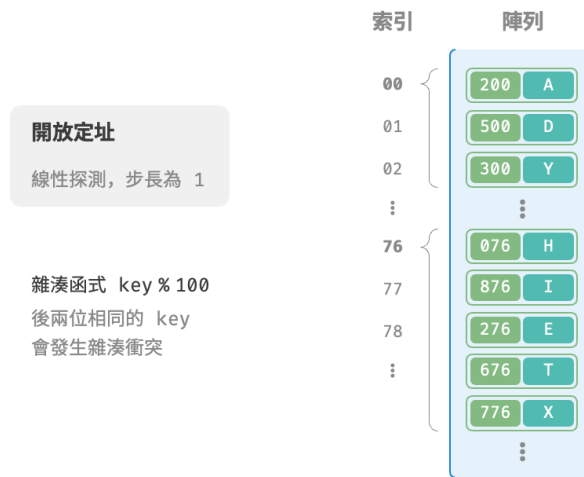 索引 陣列
00 200 A
開放定址
01 500 D
線性探測，步長為 1
02 300 Y
76 076 H
雜湊函式 key % 100
77 876 I
後兩位相同的 key
78 276 E
會發生雜湊衝突
676 T
776 X